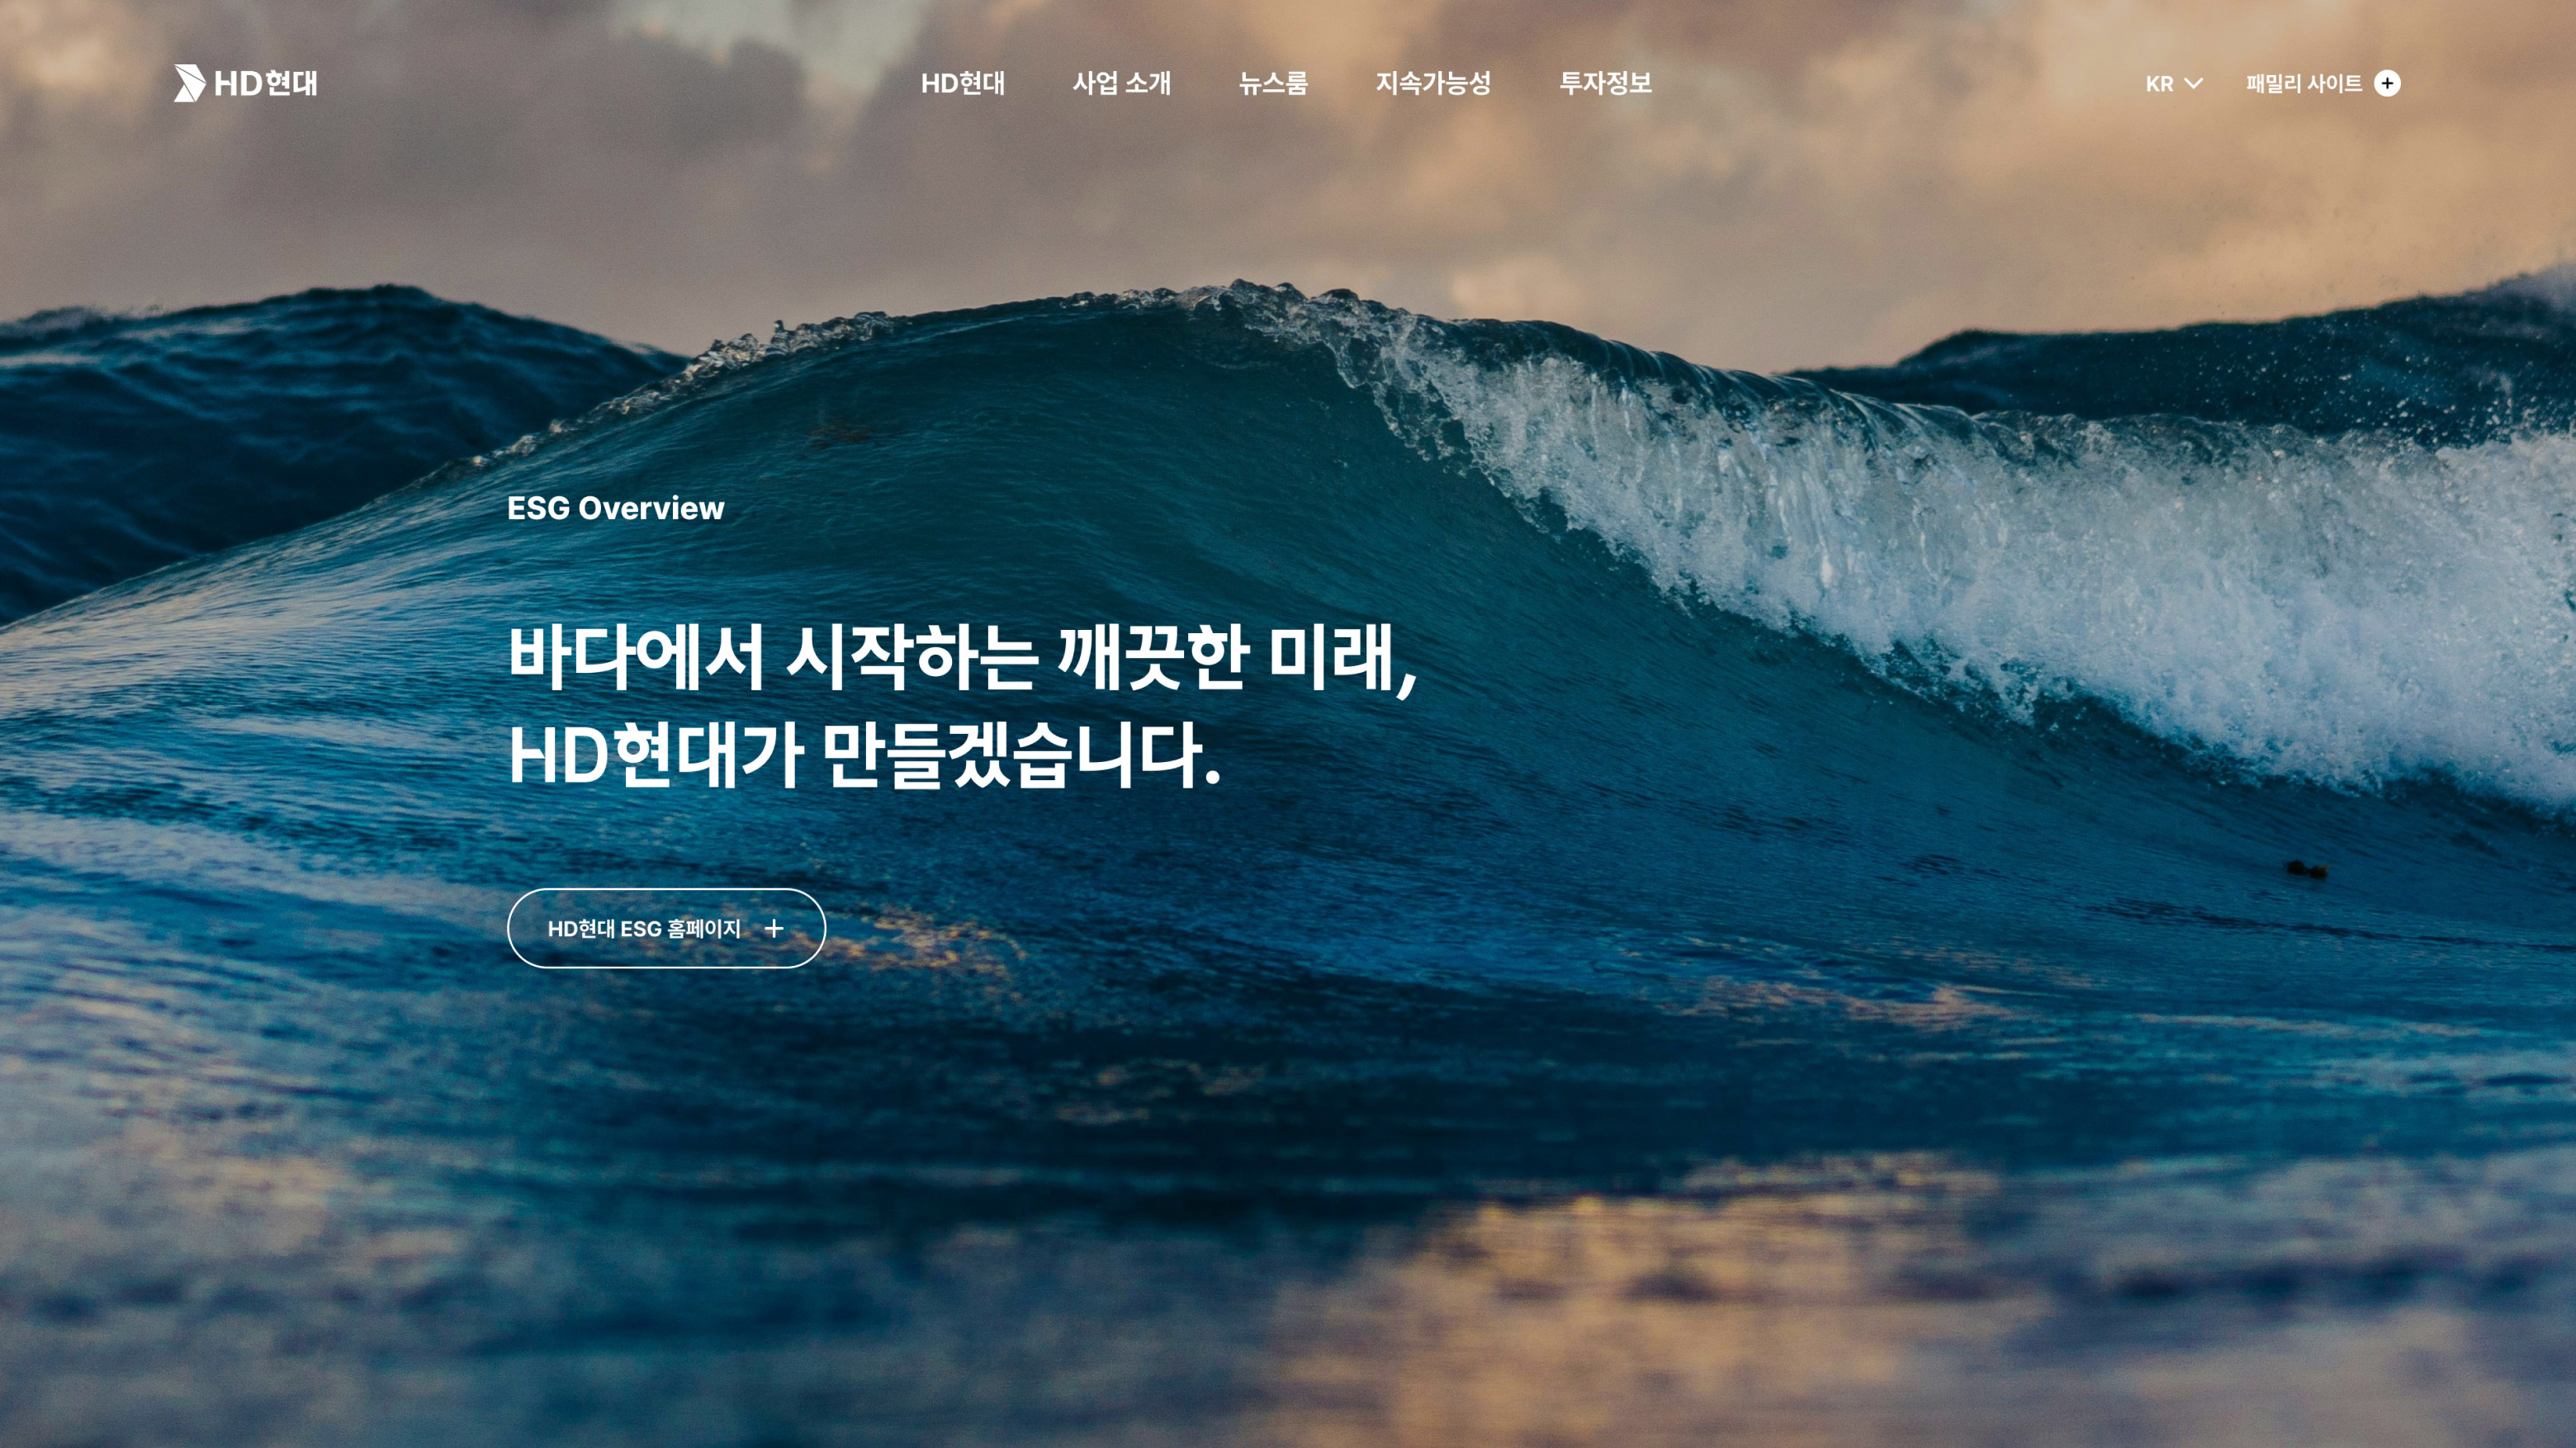 HD현대
HD현대 사업 소개 뉴스룸 지속가능성 투자정보
KR 패밀리 사이트
ESG Overview
바다에서 시작하는 깨끗한 미래,
HD현대가 만들겠습니다.
HD현대 ESG 홈페이지